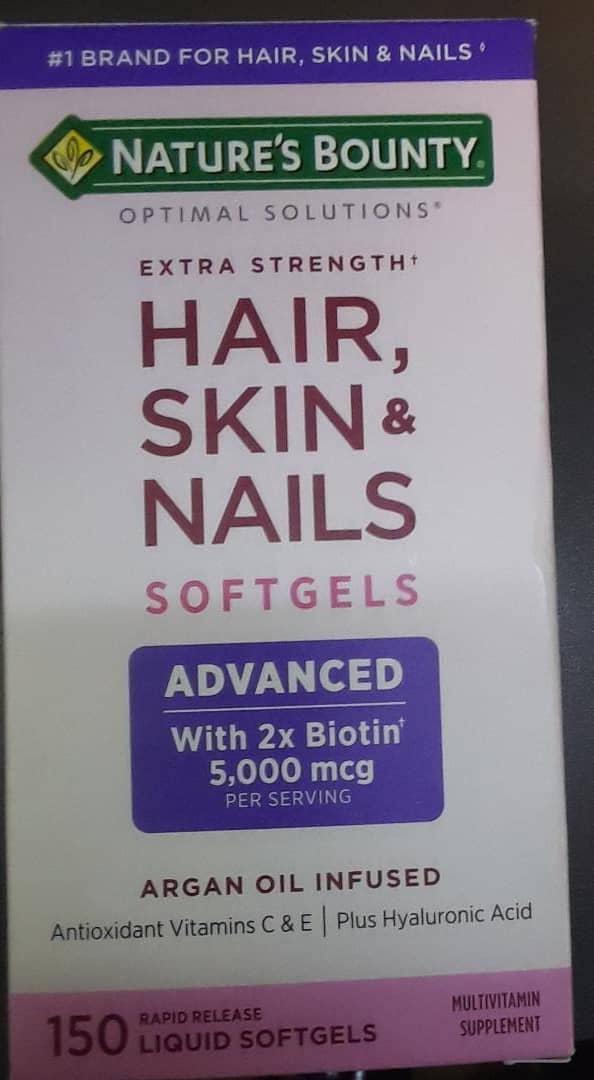 #1 BRAND FOR HAIR, SKIN & NAILS ◊
NATURE'S BOUNTY®
OPTIMAL SOLUTIONS®
EXTRA STRENGTH†
HAIR,
SKIN &
NAILS
SOFTGELS
ADVANCED
With 2x Biotin†
5,000 mcg
PER SERVING
ARGAN OIL INFUSED
Antioxidant Vitamins C & E | Plus Hyaluronic Acid
150 RAPID RELEASE
LIQUID SOFTGELS
MULTIVITAMIN
SUPPLEMENT